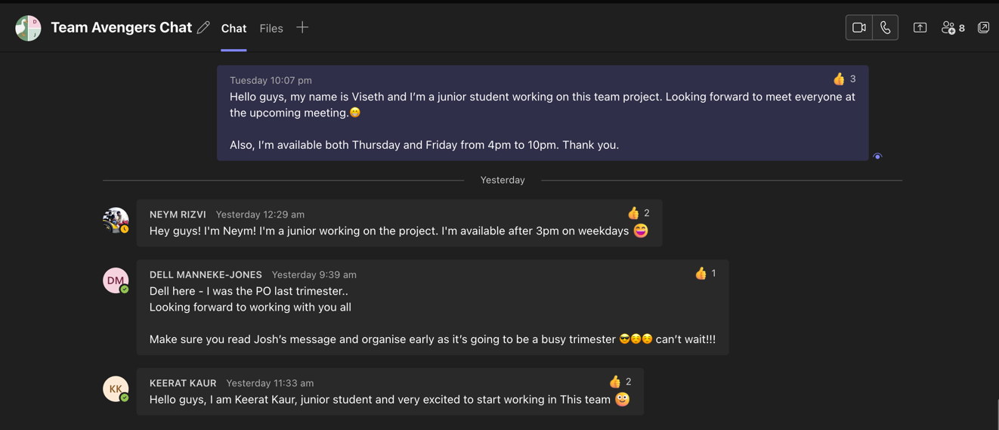 D
J
Team Avengers Chat
Chat
Files
8
Tuesday 10:07 pm
👍 3
Hello guys, my name is Viseth and I’m a junior student working on this team project. Looking forward to meet everyone at
the upcoming meeting.😁
Also, I’m available both Thursday and Friday from 4pm to 10pm. Thank you.
Yesterday
NEYM RIZVI Yesterday 12:29 am
👍 2
Hey guys! I'm Neym! I'm a junior working on the project. I'm available after 3pm on weekdays 😄
DM
DELL MANNEKE-JONES Yesterday 9:39 am
👍 1
Dell here - I was the PO last trimester..
Looking forward to working with you all
Make sure you read Josh’s message and organise early as it’s going to be a busy trimester 😎☺️☺️ can’t wait!!!
KK
KEERAT KAUR Yesterday 11:33 am
👍 2
Hello guys, I am Keerat Kaur, junior student and very excited to start working in This team 🙂